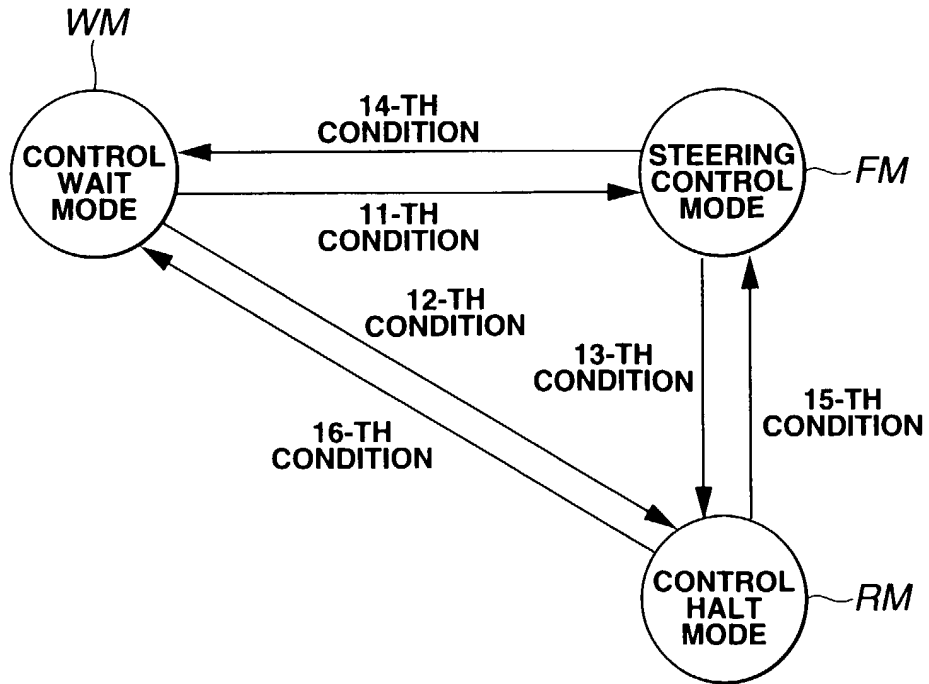 WM
CONTROL
WAIT
MODE
14-TH
CONDITION
11-TH
CONDITION
STEERING
CONTROL
MODE
FM
12-TH
CONDITION
13-TH
CONDITION
15-TH
CONDITION
16-TH
CONDITION
CONTROL
HALT
MODE
RM